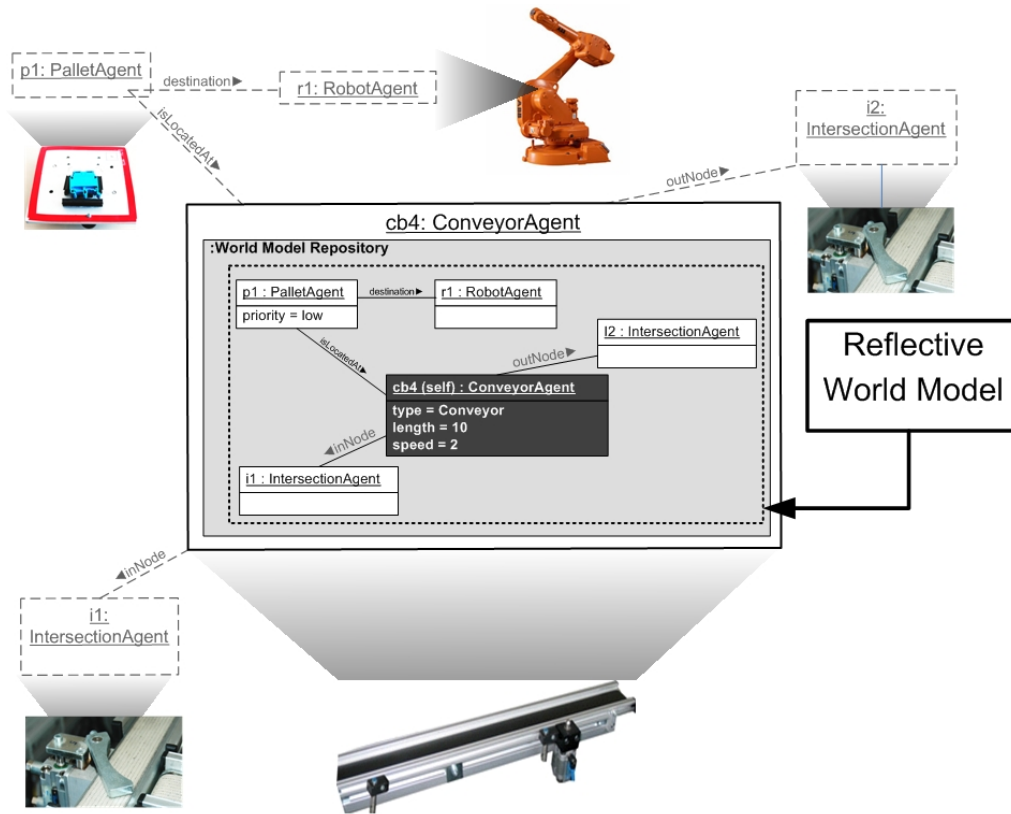 p1: PalletAgent
destination▶
r1: RobotAgent
isLocatedAt▶
i2:
IntersectionAgent
outNode▶
cb4: ConveyorAgent
:World Model Repository
p1 : PalletAgent
priority = low
destination▶
r1 : RobotAgent
I2 : IntersectionAgent
isLocatedAt▶
outNode▶
cb4 (self) : ConveyorAgent
type = Conveyor
length = 10
speed = 2
◀inNode
i1 : IntersectionAgent
Reflective
World Model
◀inNode
i1:
IntersectionAgent
ABB